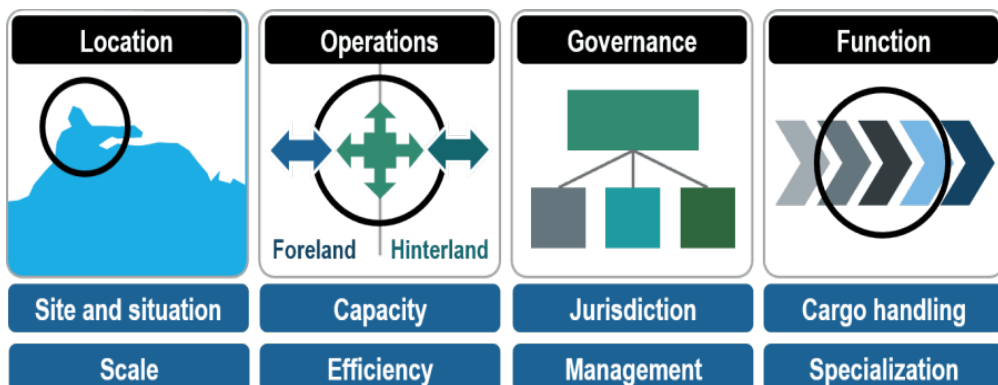 Location
Operations
Governance
Function
Foreland
Hinterland
Site and situation
Capacity
Jurisdiction
Cargo handling
Scale
Efficiency
Management
Specialization